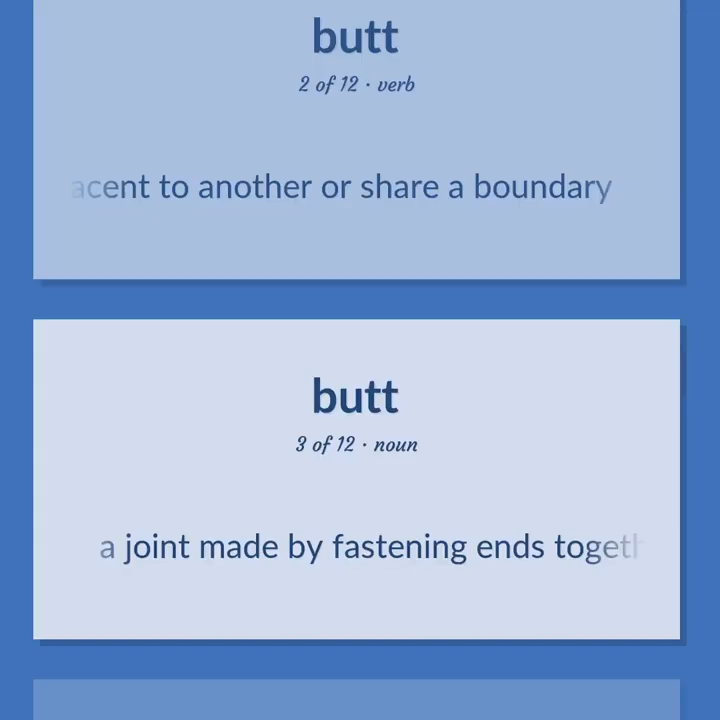 butt
2 of 12 · verb
acent to another or share a boundary
butt
3 of 12 · noun
a joint made by fastening ends togeth